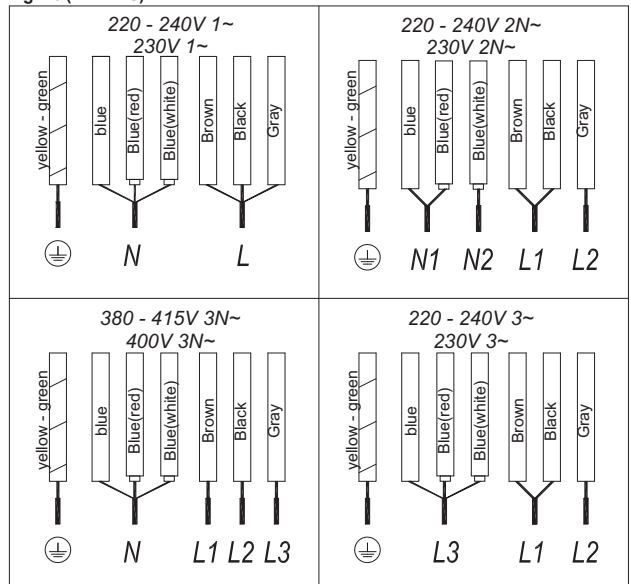 220 - 240V 1~
230V 1~
yellow - green
blue
Blue(red)
Blue(white)
Brown
Black
Gray
N
L
220 - 240V 2N~
230V 2N~
yellow - green
blue
Blue(red)
Blue(white)
Brown
Black
Gray
N1 N2 L1 L2
380 - 415V 3N~
400V 3N~
yellow - green
blue
Blue(red)
Blue(white)
Brown
Black
Gray
N L1 L2 L3
220 - 240V 3~
230V 3~
yellow - green
blue
Blue(red)
Blue(white)
Brown
Black
Gray
L3 L1 L2